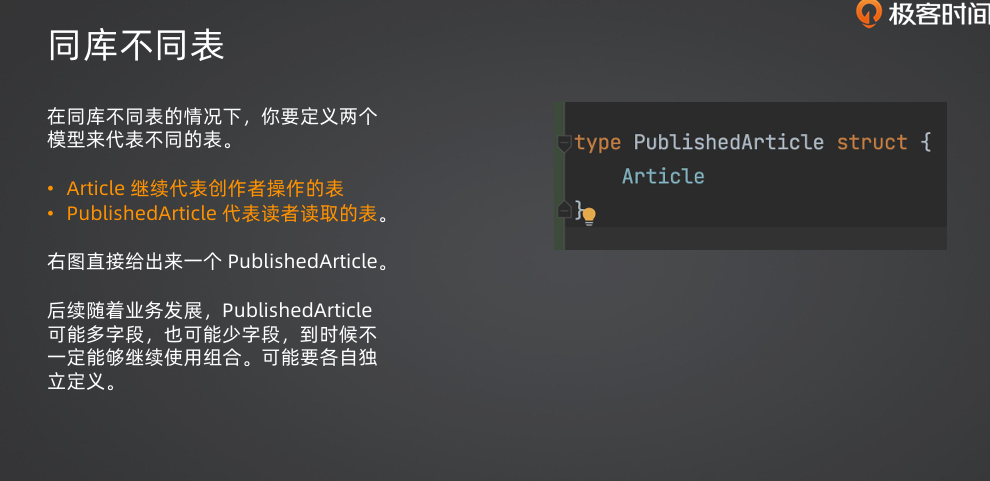 极客时间
同库不同表
在同库不同表的情况下，你要定义两个
模型来代表不同的表。
• Article 继续代表创作者操作的表
• PublishedArticle 代表读者读取的表。
右图直接给出来一个 PublishedArticle。
后续随着业务发展，PublishedArticle
可能多字段，也可能少字段，到时候不
一定能够继续使用组合。可能要各自独
立定义。
type PublishedArticle struct {
Article
}